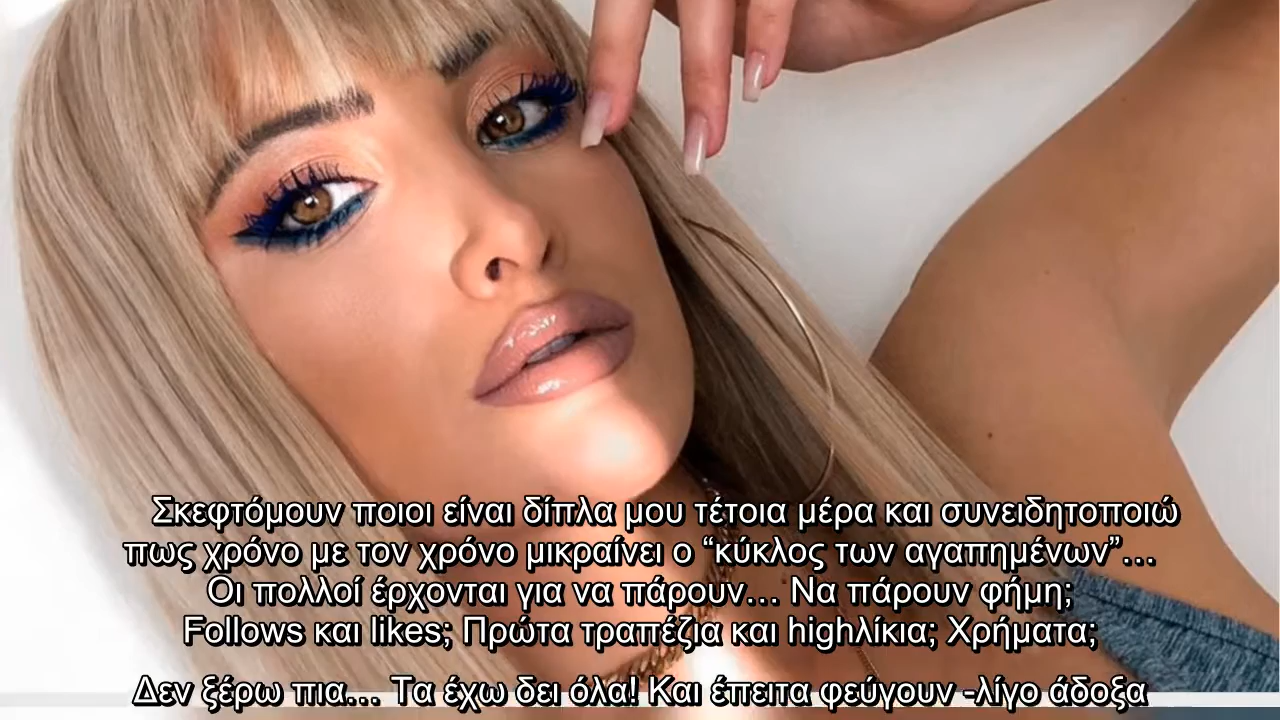 Σκεφτόμουν ποιοι είναι δίπλα μου τέτοια μέρα και συνειδητοποιώ
πως χρόνο με τον χρόνο μικραίνει ο “κύκλος των αγαπημένων”…
Οι πολλοί έρχονται για να πάρουν… Να πάρουν φήμη;
Follows και likes; Πρώτα τραπέζια και highλίκια; Χρήματα;
Δεν ξέρω πια… Τα έχω δει όλα! Και έπειτα φεύγουν -λίγο άδοξα